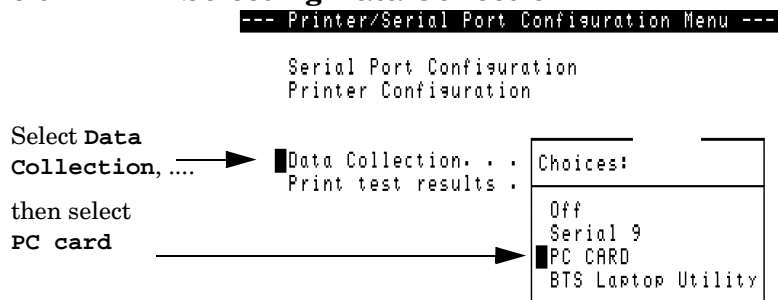 --- Printer/Serial Port Configuration Menu ---
Serial Port Configuration
Printer Configuration
Select Data
Collection, ....
Data Collection. . .
Print test results .
Choices:
then select
PC card
Off
Serial 9
PC CARD
BTS Laptop Utility